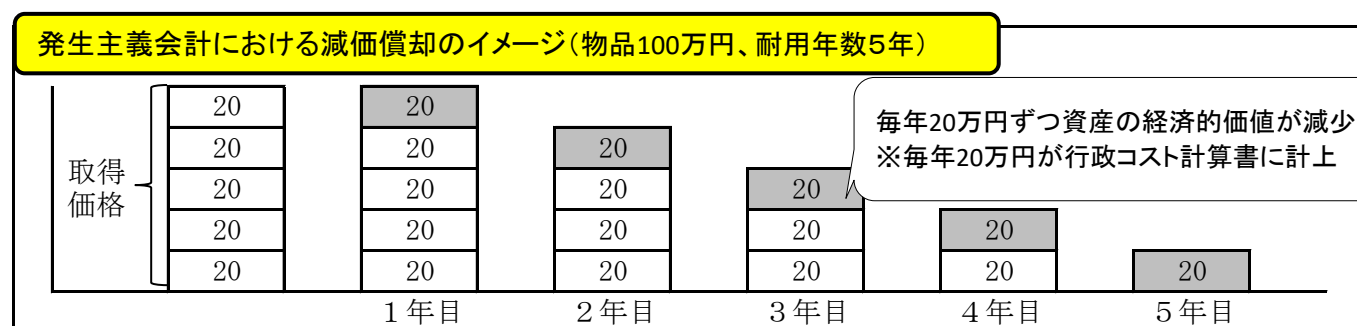 発生主義会計における減価償却のイメージ（物品100万円、耐用年数５年）
毎年20万円ずつ資産の経済的価値が減少
※毎年20万円が行政コスト計算書に計上
取得
価格
20 20
20 20 20
20 20 20 20
20 20 20 20 20
20 20 20 20 20 20
１年目 ２年目 ３年目 ４年目 ５年目